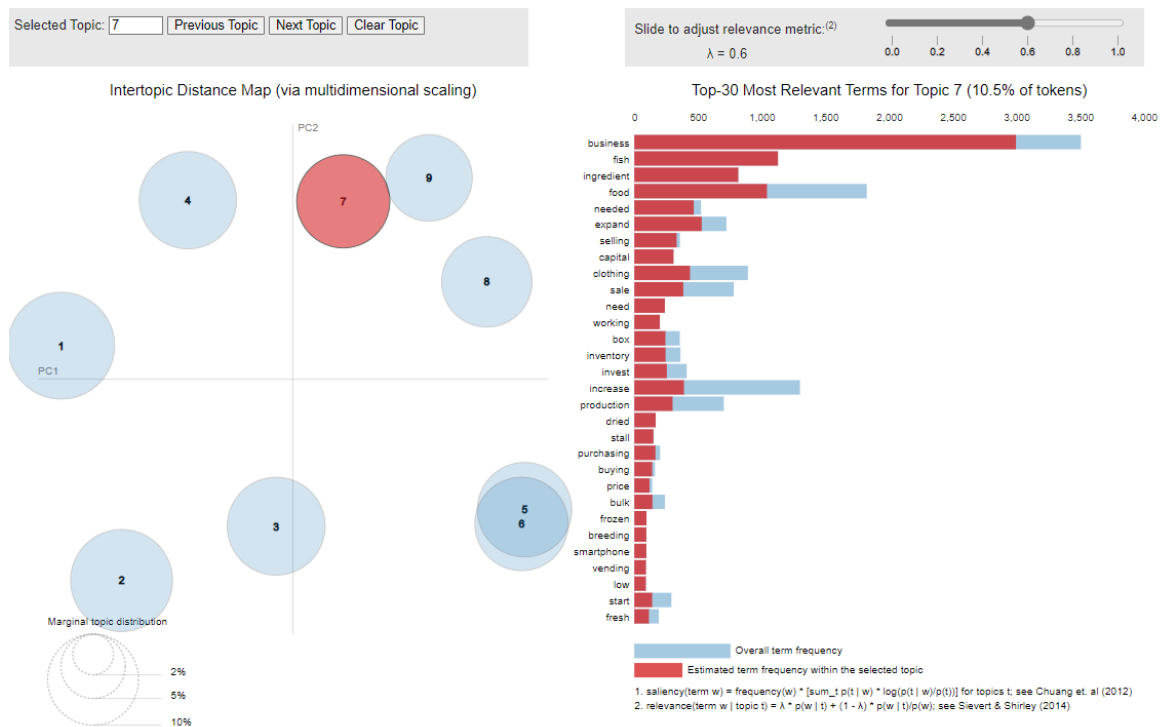 Selected Topic: 7 Previous Topic Next Topic Clear Topic
Slide to adjust relevance metric:(2)
λ = 0.6
0.0 0.2 0.4 0.6 0.8 1.0
Intertopic Distance Map (via multidimensional scaling)
PC2
PC1
4
7
9
8
1
3
5
6
2
Marginal topic distribution
2%
5%
10%
Top-30 Most Relevant Terms for Topic 7 (10.5% of tokens)
0 500 1,000 1,500 2,000 2,500 3,000 3,500 4,000
business
fish
ingredient
food
needed
expand
selling
capital
clothing
sale
need
working
box
inventory
invest
increase
production
dried
stall
purchasing
buying
price
bulk
frozen
breeding
smartphone
vending
low
start
fresh
Overall term frequency
Estimated term frequency within the selected topic
1. saliency(term w) = frequency(w) * [sum_t p(t | w) * log(p(t | w)/p(t))] for topics t; see Chuang et. al (2012)
2. relevance(term w | topic t) = λ * p(w | t) + (1 - λ) * p(w | t)/p(w); see Sievert & Shirley (2014)